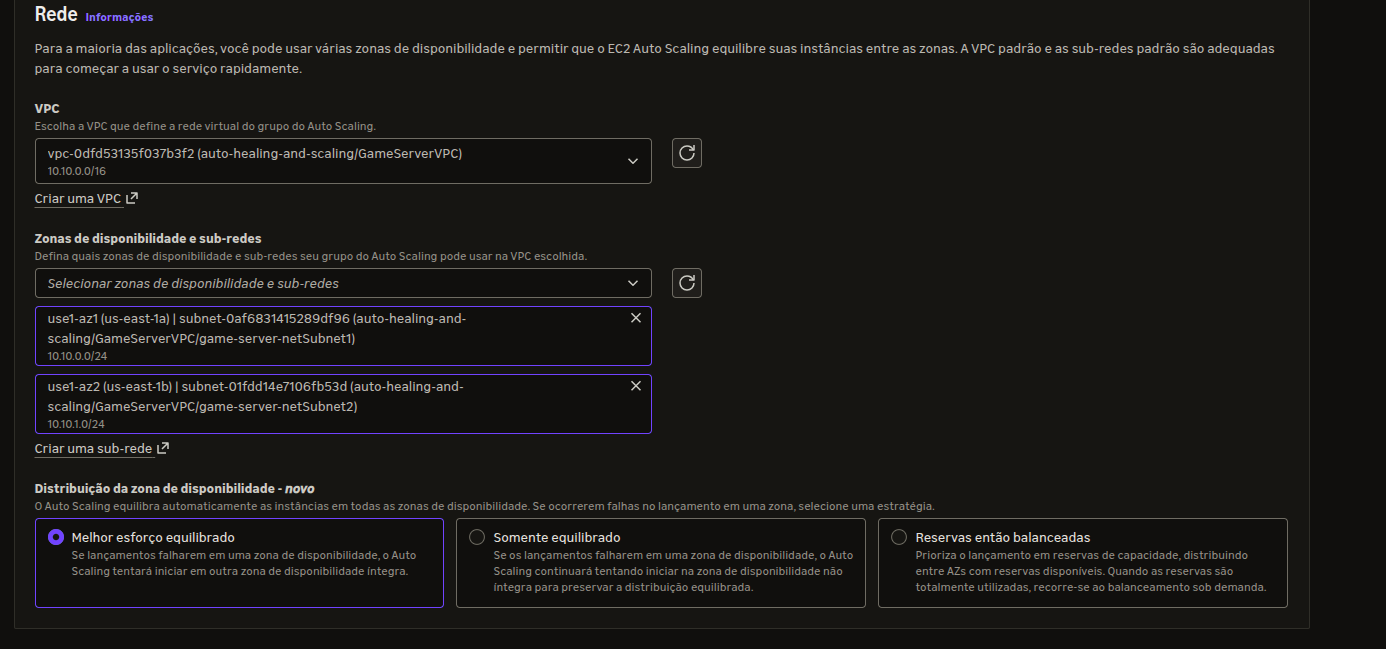 Rede Informações
Para a maioria das aplicações, você pode usar várias zonas de disponibilidade e permitir que o EC2 Auto Scaling equilibre suas instâncias entre as zonas. A VPC padrão e as sub-redes padrão são adequadas
para começar a usar o serviço rapidamente.
VPC
Escolha a VPC que define a rede virtual do grupo do Auto Scaling.
vpc-0dfd53135f037b3f2 (auto-healing-and-scaling/GameServerVPC)
10.10.0.0/16
Criar uma VPC
Zonas de disponibilidade e sub-redes
Defina quais zonas de disponibilidade e sub-redes seu grupo do Auto Scaling pode usar na VPC escolhida.
Selecionar zonas de disponibilidade e sub-redes
use1-az1 (us-east-1a) | subnet-0af6831415289df96 (auto-healing-and-
scaling/GameServerVPC/game-server-netSubnet1)
10.10.0.0/24
use1-az2 (us-east-1b) | subnet-01fdd14e7106fb53d (auto-healing-and-
scaling/GameServerVPC/game-server-netSubnet2)
10.10.1.0/24
Criar uma sub-rede
Distribuição da zona de disponibilidade - novo
O Auto Scaling equilibra automaticamente as instâncias em todas as zonas de disponibilidade. Se ocorrerem falhas no lançamento em uma zona, selecione uma estratégia.
Melhor esforço equilibrado
Se lançamentos falharem em uma zona de disponibilidade, o Auto
Scaling tentará iniciar em outra zona de disponibilidade íntegra.
Somente equilibrado
Se os lançamentos falharem em uma zona de disponibilidade, o Auto
Scaling continuará tentando iniciar na zona de disponibilidade não
íntegra para preservar a distribuição equilibrada.
Reservas então balanceadas
Prioriza o lançamento em reservas de capacidade, distribuindo
entre AZs com reservas disponíveis. Quando as reservas são
totalmente utilizadas, recorre-se ao balanceamento sob demanda.